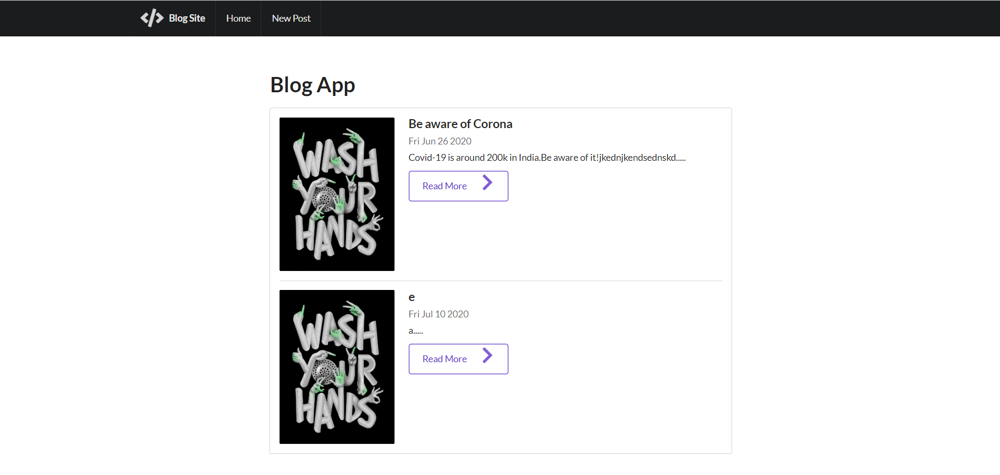 </> Blog Site Home New Post
Blog App
WASH
YOUR
HANDS
Be aware of Corona
Fri Jun 26 2020
Covid-19 is around 200k in India.Be aware of it!jkednjkendsednskd.....
Read More
WASH
YOUR
HANDS
e
Fri Jul 10 2020
a.....
Read More